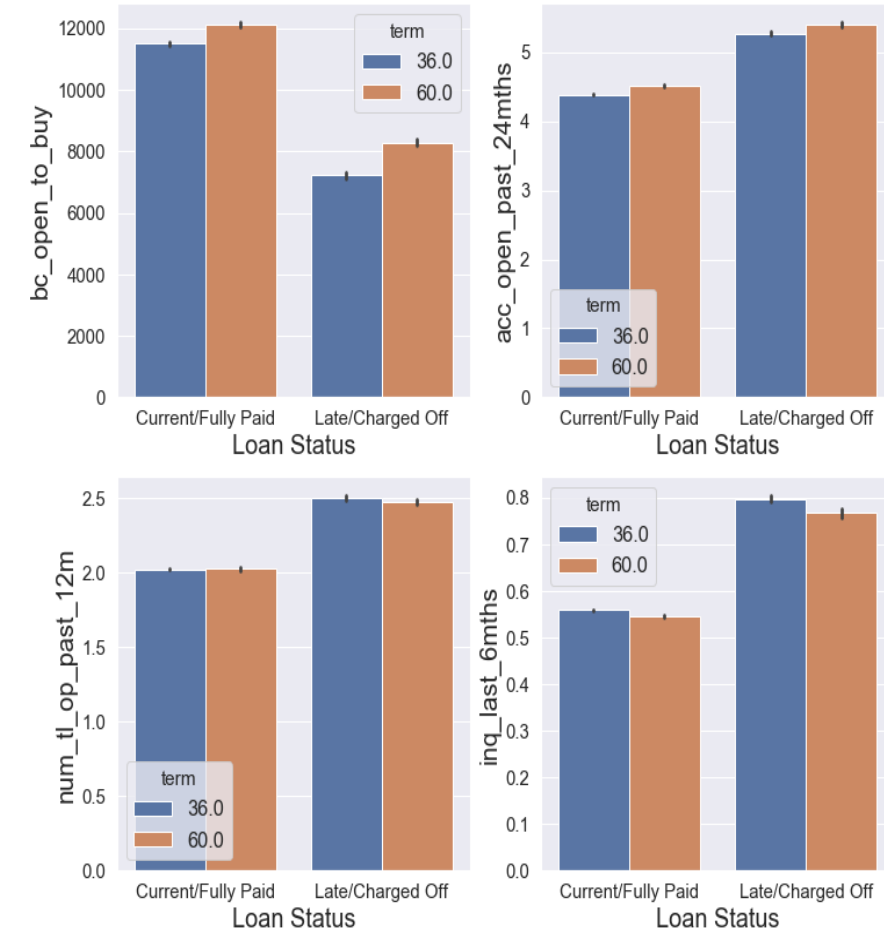 bc_open_to_buy
12000
10000
8000
6000
4000
2000
0
term
36.0
60.0
Current/Fully Paid
Late/Charged Off
Loan Status
acc_open_past_24mths
5
4
3
2
1
0
term
36.0
60.0
Current/Fully Paid
Late/Charged Off
Loan Status
num_tl_op_past_12m
2.5
2.0
1.5
1.0
0.5
0.0
term
36.0
60.0
Current/Fully Paid
Late/Charged Off
Loan Status
inq_last_6mths
0.8
0.7
0.6
0.5
0.4
0.3
0.2
0.1
0.0
term
36.0
60.0
Current/Fully Paid
Late/Charged Off
Loan Status